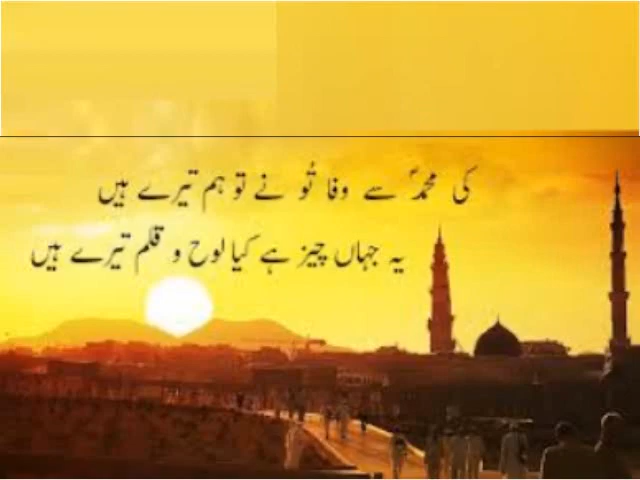 کی محمدؐ سے وفا تُو نے تو ہم تیرے ہیں
یہ جہاں چیز ہے کیا لوح و قلم تیرے ہیں